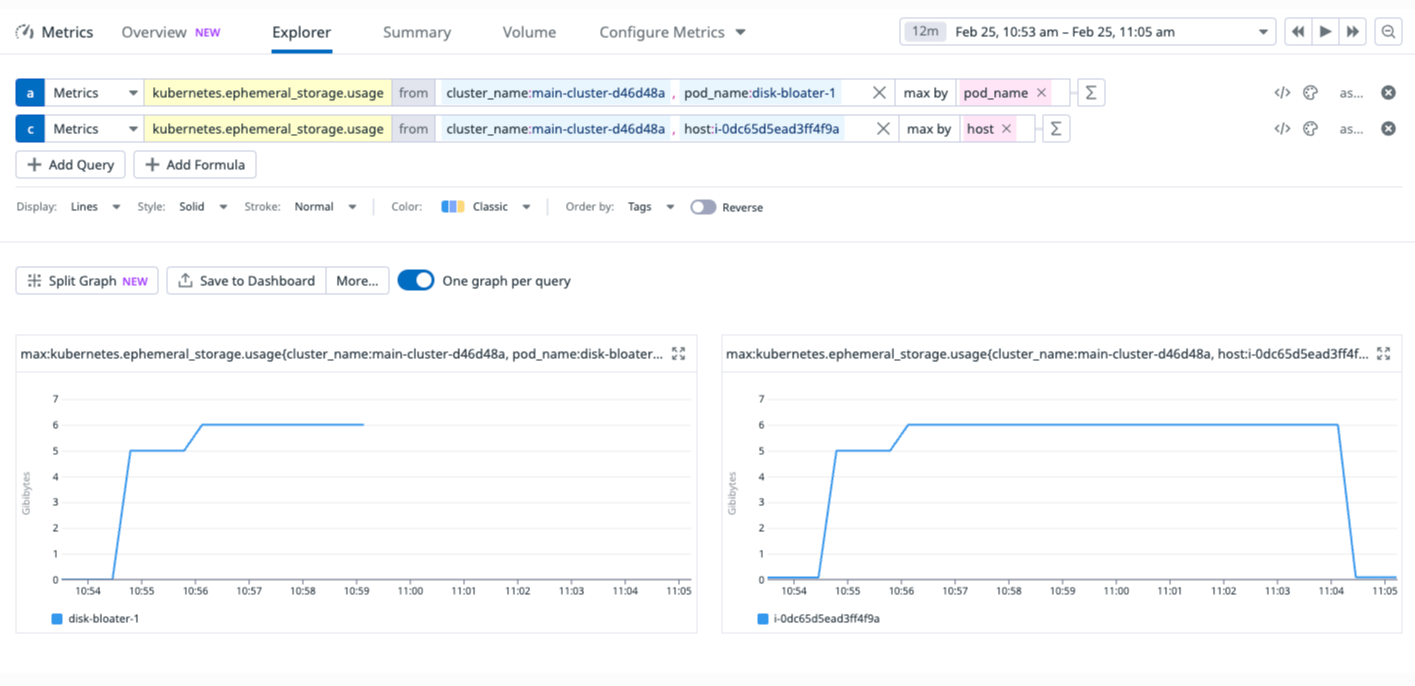 Metrics Overview NEW Explorer Summary Volume Configure Metrics 12m Feb 25, 10:53 am – Feb 25, 11:05 am
a Metrics kubernetes.ephemeral_storage.usage from cluster_name:main-cluster-d46d48a , pod_name:disk-bloater-1 max by pod_name Σ </> as...
c Metrics kubernetes.ephemeral_storage.usage from cluster_name:main-cluster-d46d48a , host:i-0dc65d5ead3ff4f9a max by host Σ </> as...
+ Add Query + Add Formula
Display: Lines Style: Solid Stroke: Normal Color: Classic Order by: Tags Reverse
Split Graph NEW Save to Dashboard More... One graph per query
max:kubernetes.ephemeral_storage.usage{cluster_name:main-cluster-d46d48a, pod_name:disk-bloater...
Gibibytes
7
6
5
4
3
2
1
0
10:54 10:55 10:56 10:57 10:58 10:59 11:00 11:01 11:02 11:03 11:04 11:05
disk-bloater-1
max:kubernetes.ephemeral_storage.usage{cluster_name:main-cluster-d46d48a, host:i-0dc65d5ead3ff4f...
Gibibytes
7
6
5
4
3
2
1
0
10:54 10:55 10:56 10:57 10:58 10:59 11:00 11:01 11:02 11:03 11:04 11:05
i-0dc65d5ead3ff4f9a